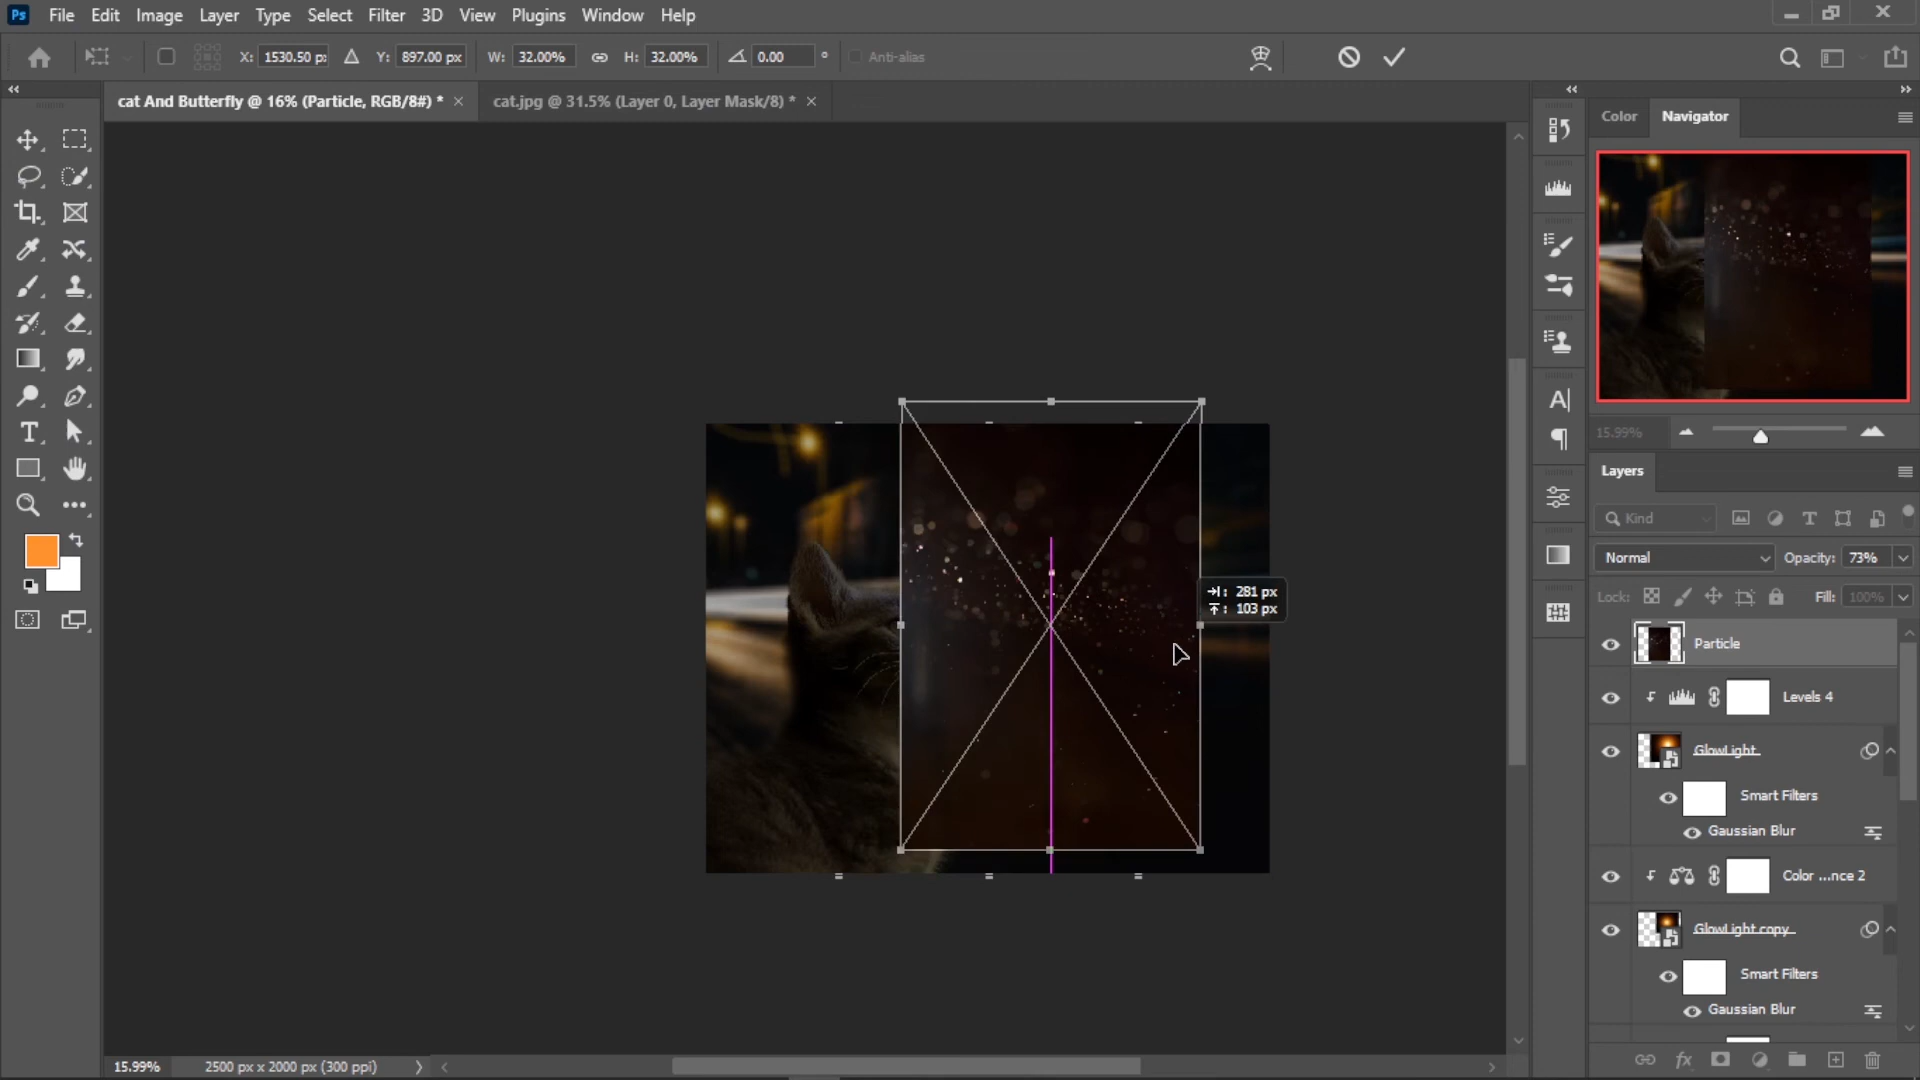 Ps File Edit Image Layer Type Select Filter 3D View Plugins Window Help
X: 1530.50 p Y: 897.00 px W: 32.00% H: 32.00% 0.00 ° Anti-alias
cat And Butterfly @ 16% (Particle, RGB/8#) * × cat.jpg @ 31.5% (Layer 0, Layer Mask/8) * ×
Color Navigator
15.99%
Layers
Kind
Normal Opacity: 73%
Lock: Fill: 100%
281 px
103 px
Particle
Levels 4
GlowLight
Smart Filters
Gaussian Blur
Color ...nce 2
GlowLight copy
Smart Filters
Gaussian Blur
15.99% 2500 px x 2000 px (300 ppi)